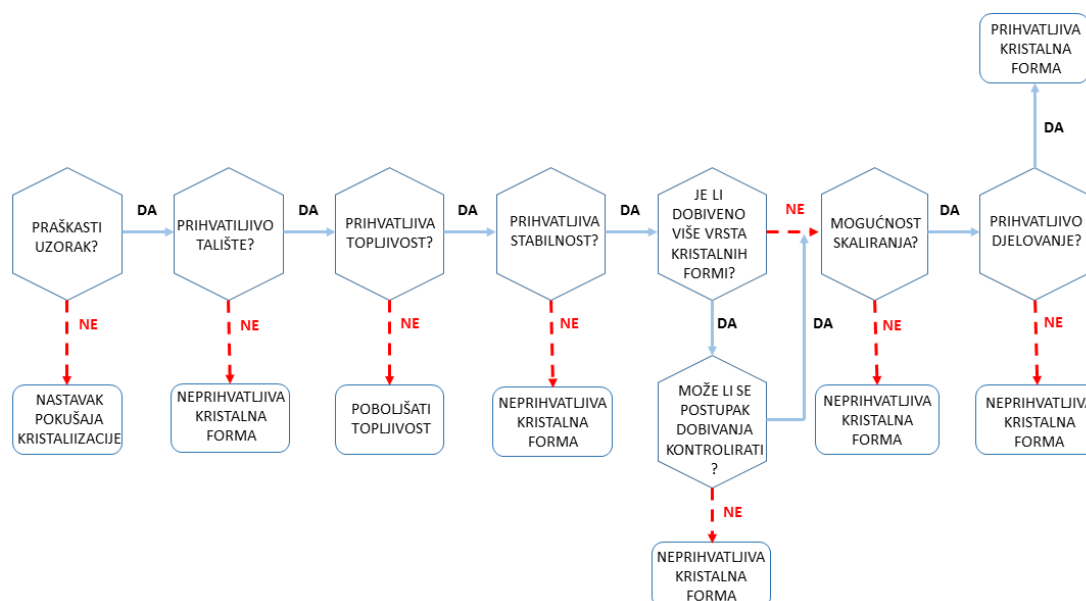 PRIHVATLJIVA
KRISTALNA
FORMA
DA
PRAŠKASTI
UZORAK?
DA
PRIHVATILJIVO
TALIŠTE?
DA
PRIHVATLJIVA
TOPLJIVOST?
DA
PRIHVATLJIVA
STABILNOST?
DA
JE LI
DOBIVENO
VIŠE VRSTA
KRISTALNIH
FORMI?
NE
MOGUĆNOST
SKALIRANJA?
DA
PRIHVATLJIVO
DJELOVANJE?
NE
NE
NE
NE
DA
DA
NE
NE
NASTAVAK
POKUŠAJA
KRISTALIIZACIJE
NEPRIHVATLJIVA
KRISTALNA
FORMA
POBOLJŠATI
TOPLJIVOST
NEPRIHVATLJIVA
KRISTALNA
FORMA
MOŽE LI SE
POSTUPAK
DOBIVANJA
KONTROLIRATI
?
NEPRIHVATLJIVA
KRISTALNA
FORMA
NEPRIHVATLJIVA
KRISTALNA
FORMA
NE
NEPRIHVATLJIVA
KRISTALNA
FORMA